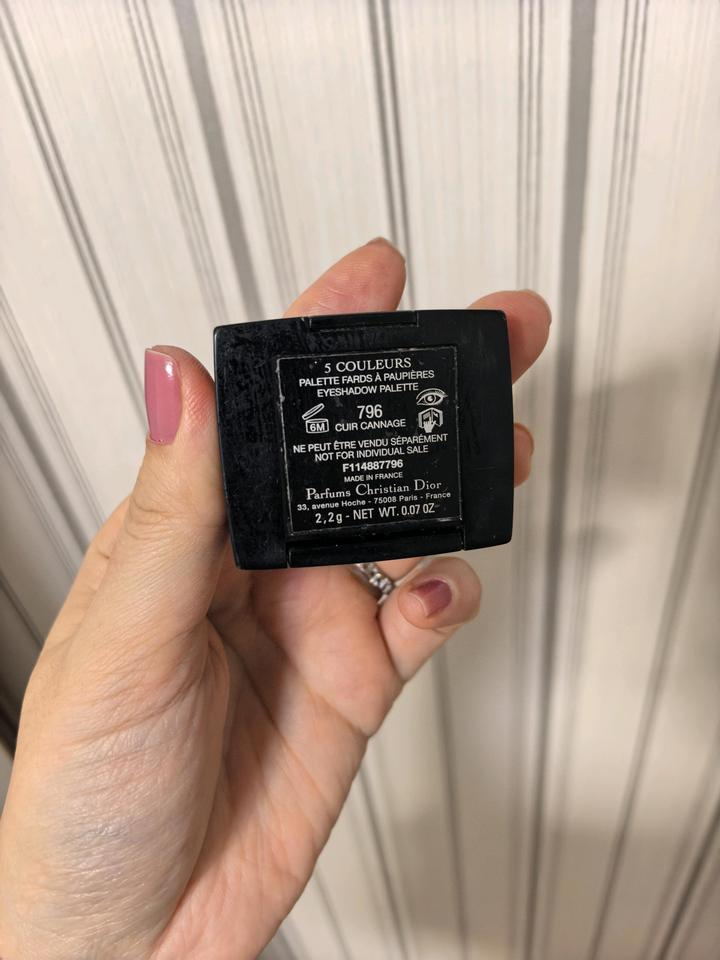 5 COULEURS
PALETTE FARDS À PAUPIÈRES
EYESHADOW PALETTE
796
6M
CUIR CANNAGE
NE PEUT ÊTRE VENDU SÉPARÉMENT
NOT FOR INDIVIDUAL SALE
F114887796
MADE IN FRANCE
Parfums Christian Dior
33, avenue Hoche - 75008 Paris - France
2,2g - NET WT. 0.07 OZ